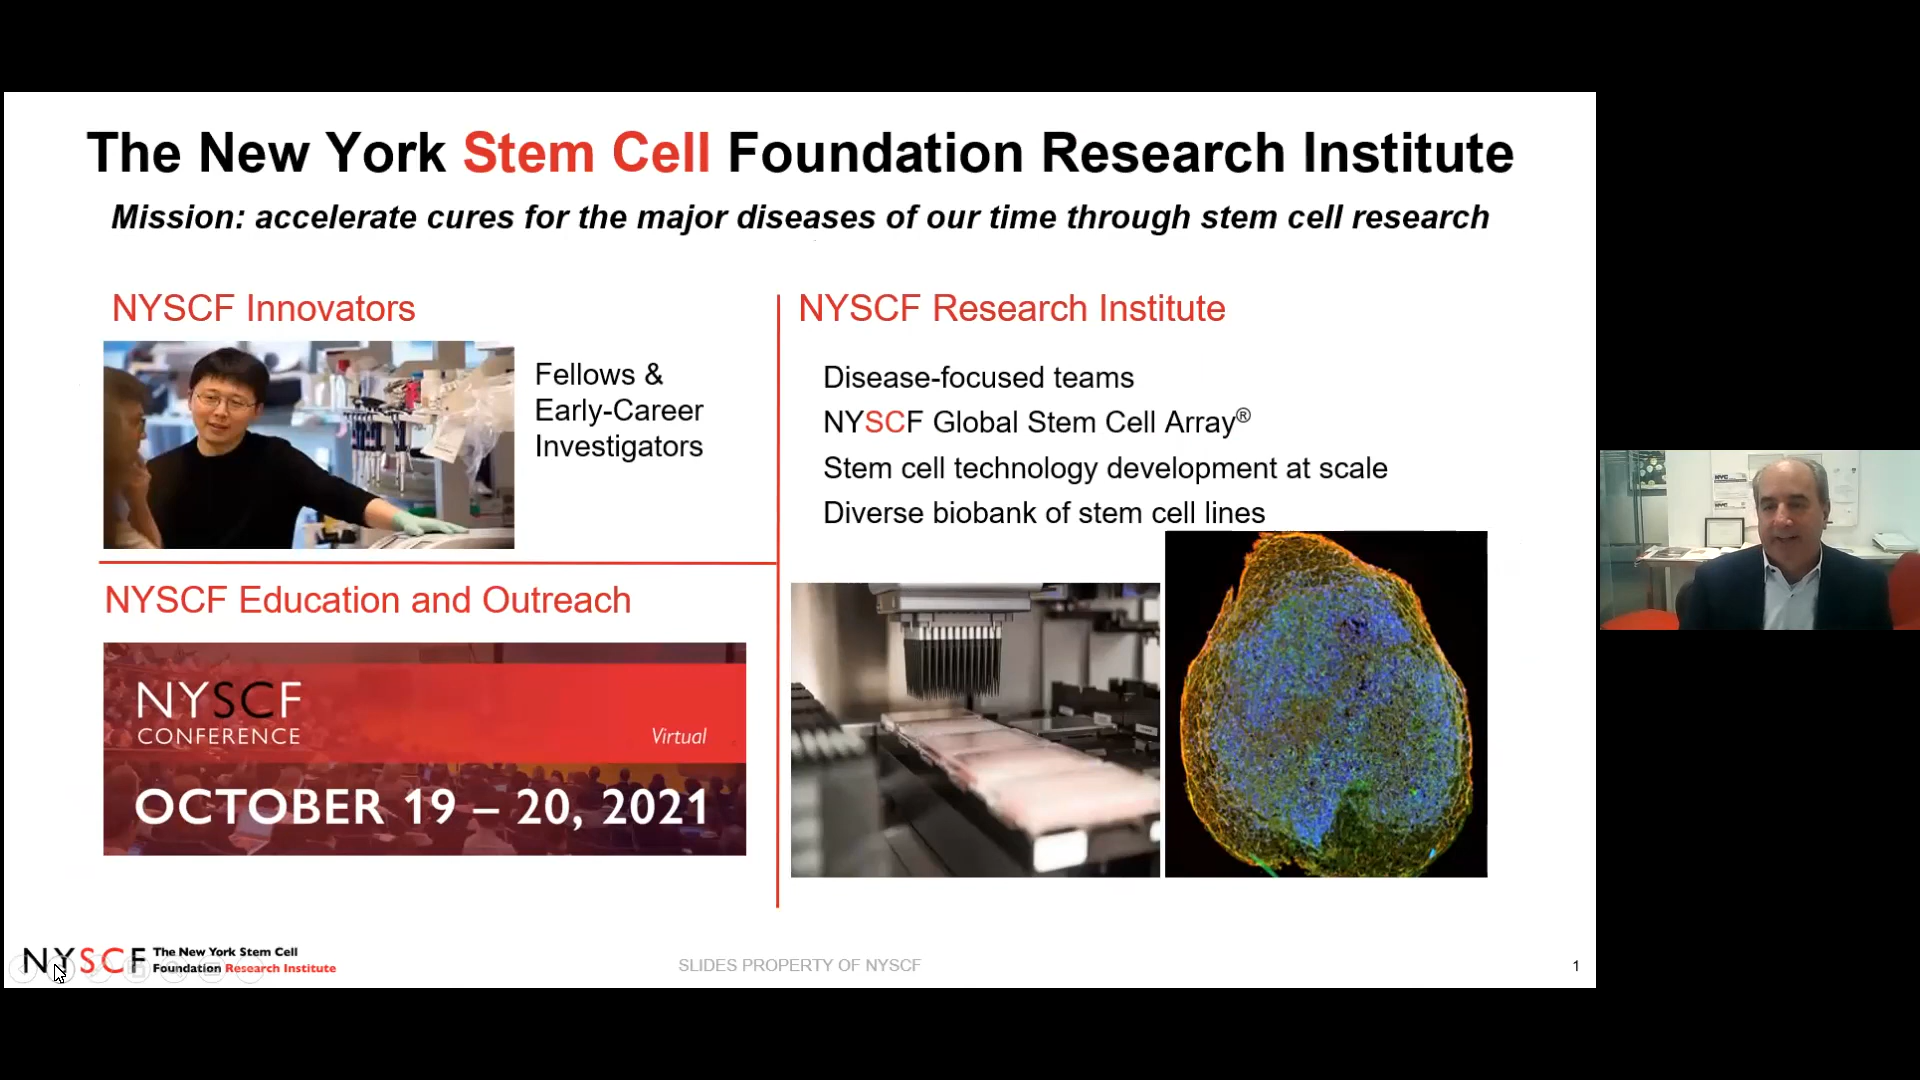 The New York Stem Cell Foundation Research Institute
Mission: accelerate cures for the major diseases of our time through stem cell research
NYSCF Innovators
Fellows &
Early-Career
Investigators
NYSCF Education and Outreach
NYSCF
CONFERENCE
Virtual
OCTOBER 19 – 20, 2021
NYSCF Research Institute
Disease-focused teams
NYSCF Global Stem Cell Array®
Stem cell technology development at scale
Diverse biobank of stem cell lines
NYSCF
The New York Stem Cell
Foundation Research Institute
SLIDES PROPERTY OF NYSCF
1